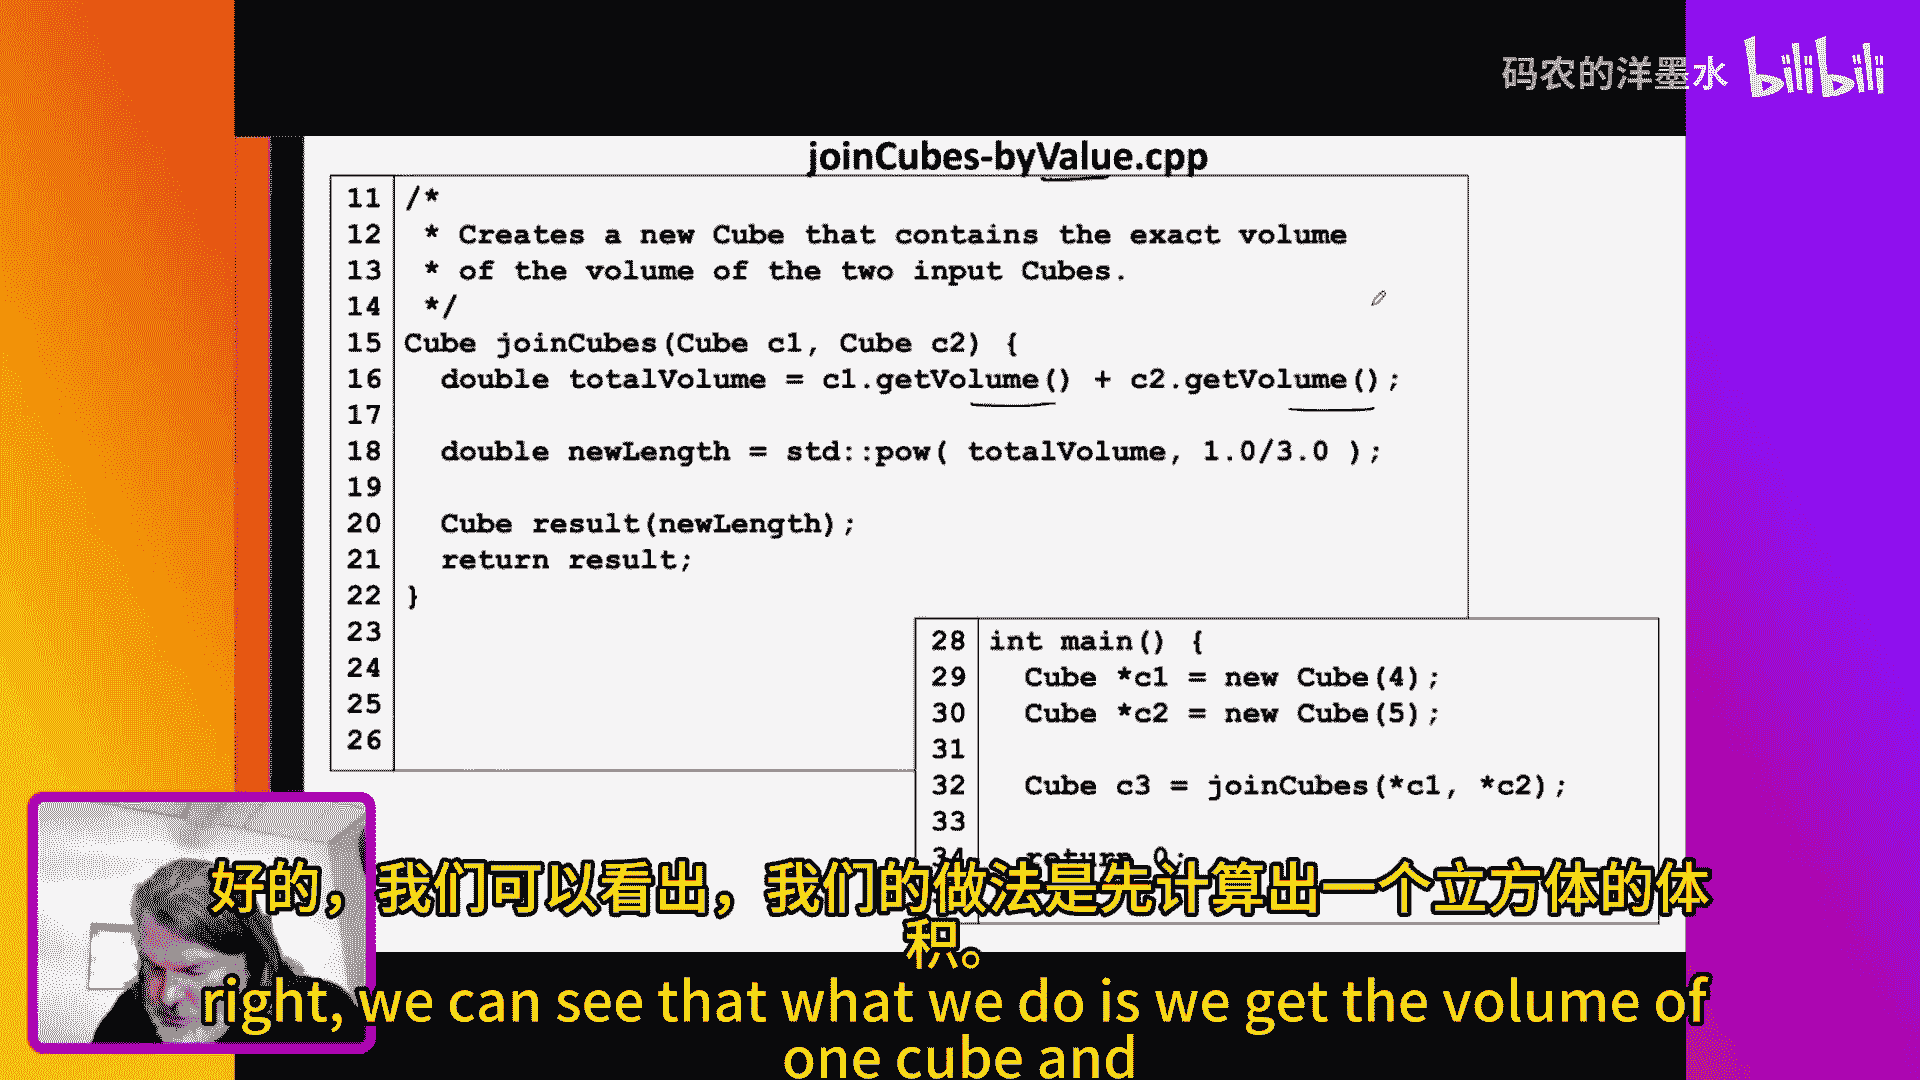 码农的洋墨水 bilibili
joinCubes-byValue.cpp
11 /*
12  * Creates a new Cube that contains the exact volume
13  * of the volume of the two input Cubes.
14  */
15 Cube joinCubes(Cube c1, Cube c2) {
16   double totalVolume = c1.getVolume() + c2.getVolume();
17
18   double newLength = std::pow( totalVolume, 1.0/3.0 );
19
20   Cube result(newLength);
21   return result;
22 }
23
24
25
26
28 int main() {
29   Cube *c1 = new Cube(4);
30   Cube *c2 = new Cube(5);
31
32   Cube c3 = joinCubes(*c1, *c2);
33
34   return 0;
好的，我们可以看出，我们的做法是先计算出一个立方体的体
积。
right, we can see that what we do is we get the volume of
one cube and